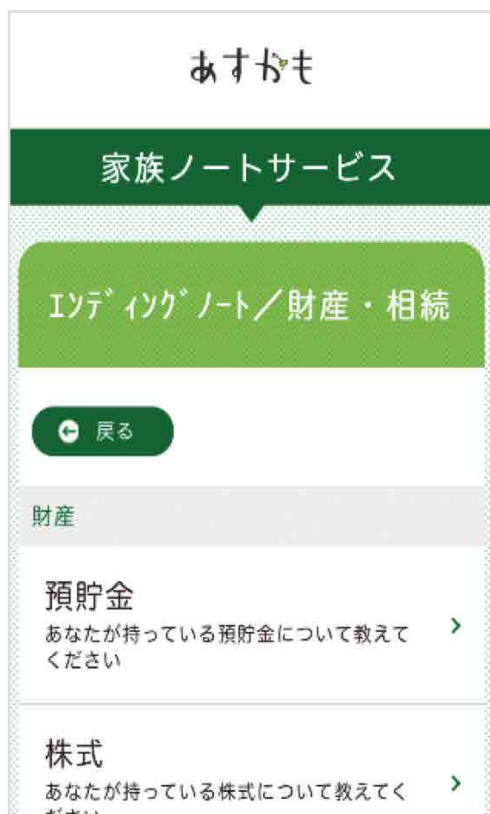 あすかも
家族ノートサービス
ｴﾝﾃﾞｨﾝｸﾞﾉｰﾄ／財産・相続
戻る
財産
預貯金
あなたが持っている預貯金について教えて
ください
株式
あなたが持っている株式について教えてく
ださい